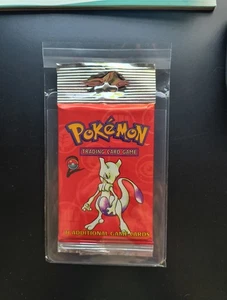 POKéMON
TRADING CARD GAME
ADDITIONAL GAME CARDS